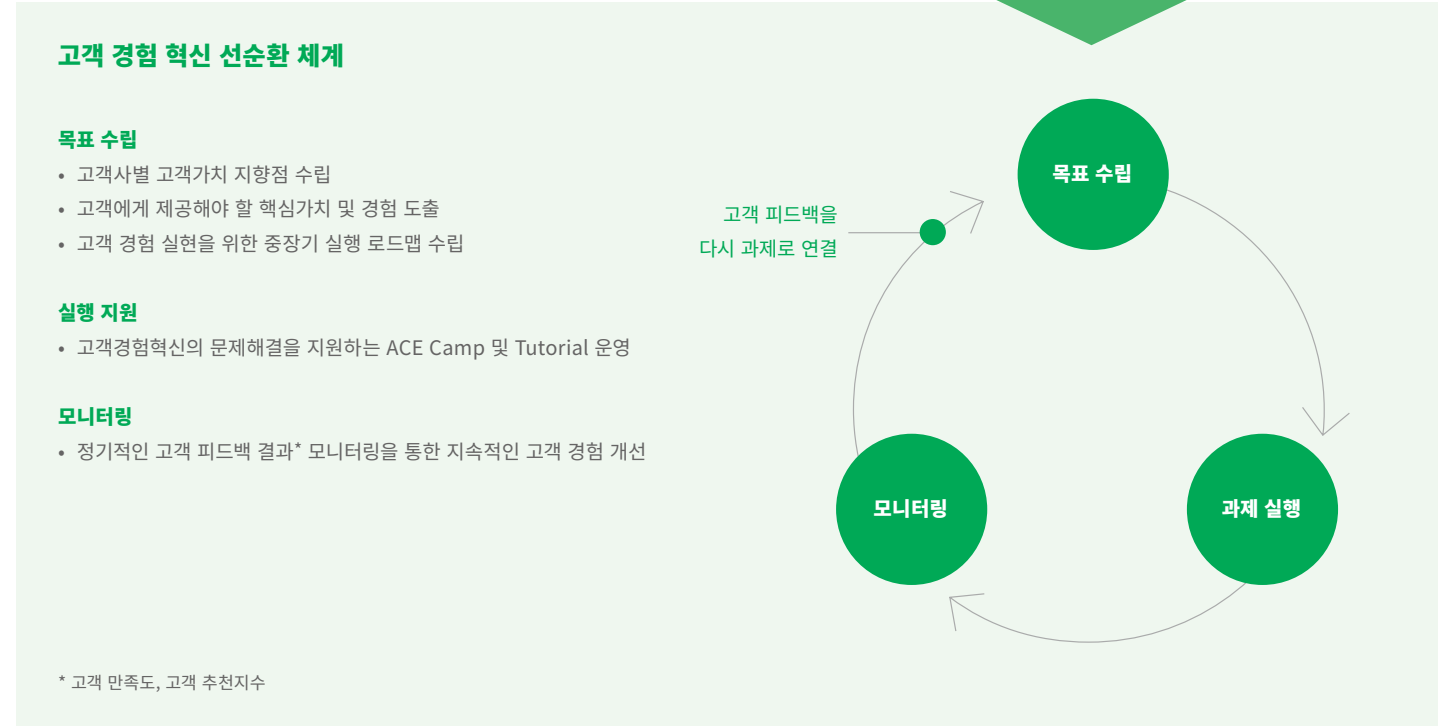 고객 경험 혁신 선순환 체계
목표 수립
• 고객사별 고객가치 지향점 수립
• 고객에게 제공해야 할 핵심가치 및 경험 도출
• 고객 경험 실현을 위한 중장기 실행 로드맵 수립
실행 지원
• 고객경험혁신의 문제해결을 지원하는 ACE Camp 및 Tutorial 운영
모니터링
• 정기적인 고객 피드백 결과* 모니터링을 통한 지속적인 고객 경험 개선
* 고객 만족도, 고객 추천지수
목표 수립
고객 피드백을
다시 과제로 연결
모니터링
과제 실행